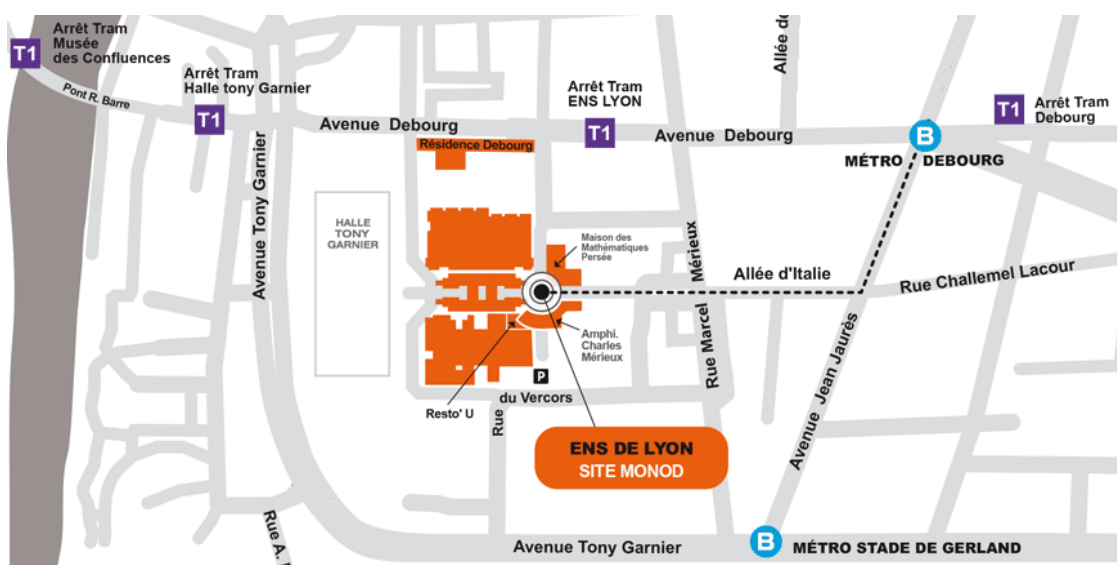 Arrêt Tram
Musée
des Confluences
T1
Pont R. Barre
Arrêt Tram
Halle tony Garnier
T1
Avenue Debourg
Arrêt Tram
ENS LYON
T1
Avenue Debourg
Allée de
B
T1
Arrêt Tram
Debourg
MÉTRO DEBOURG
Résidence Debourg
Avenue Tony Garnier
HALLE
TONY
GARNIER
Maison des
Mathématiques
Persée
Rue Marcel Mérieux
Allée d'Italie
Rue Challemel Lacour
Avenue Jean Jaurès
Amphi.
Charles
Mérieux
P
Resto' U
Rue du Vercors
ENS DE LYON
SITE MONOD
Rue A.
Avenue Tony Garnier
B
MÉTRO STADE DE GERLAND